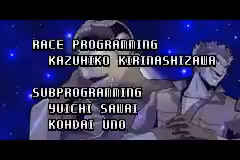 RACE PROGRAMMING
KAZUHIKO KIRINASHIZAWA
SUBPROGRAMMING
YUICHI SAWAI
KOHDAI UNO